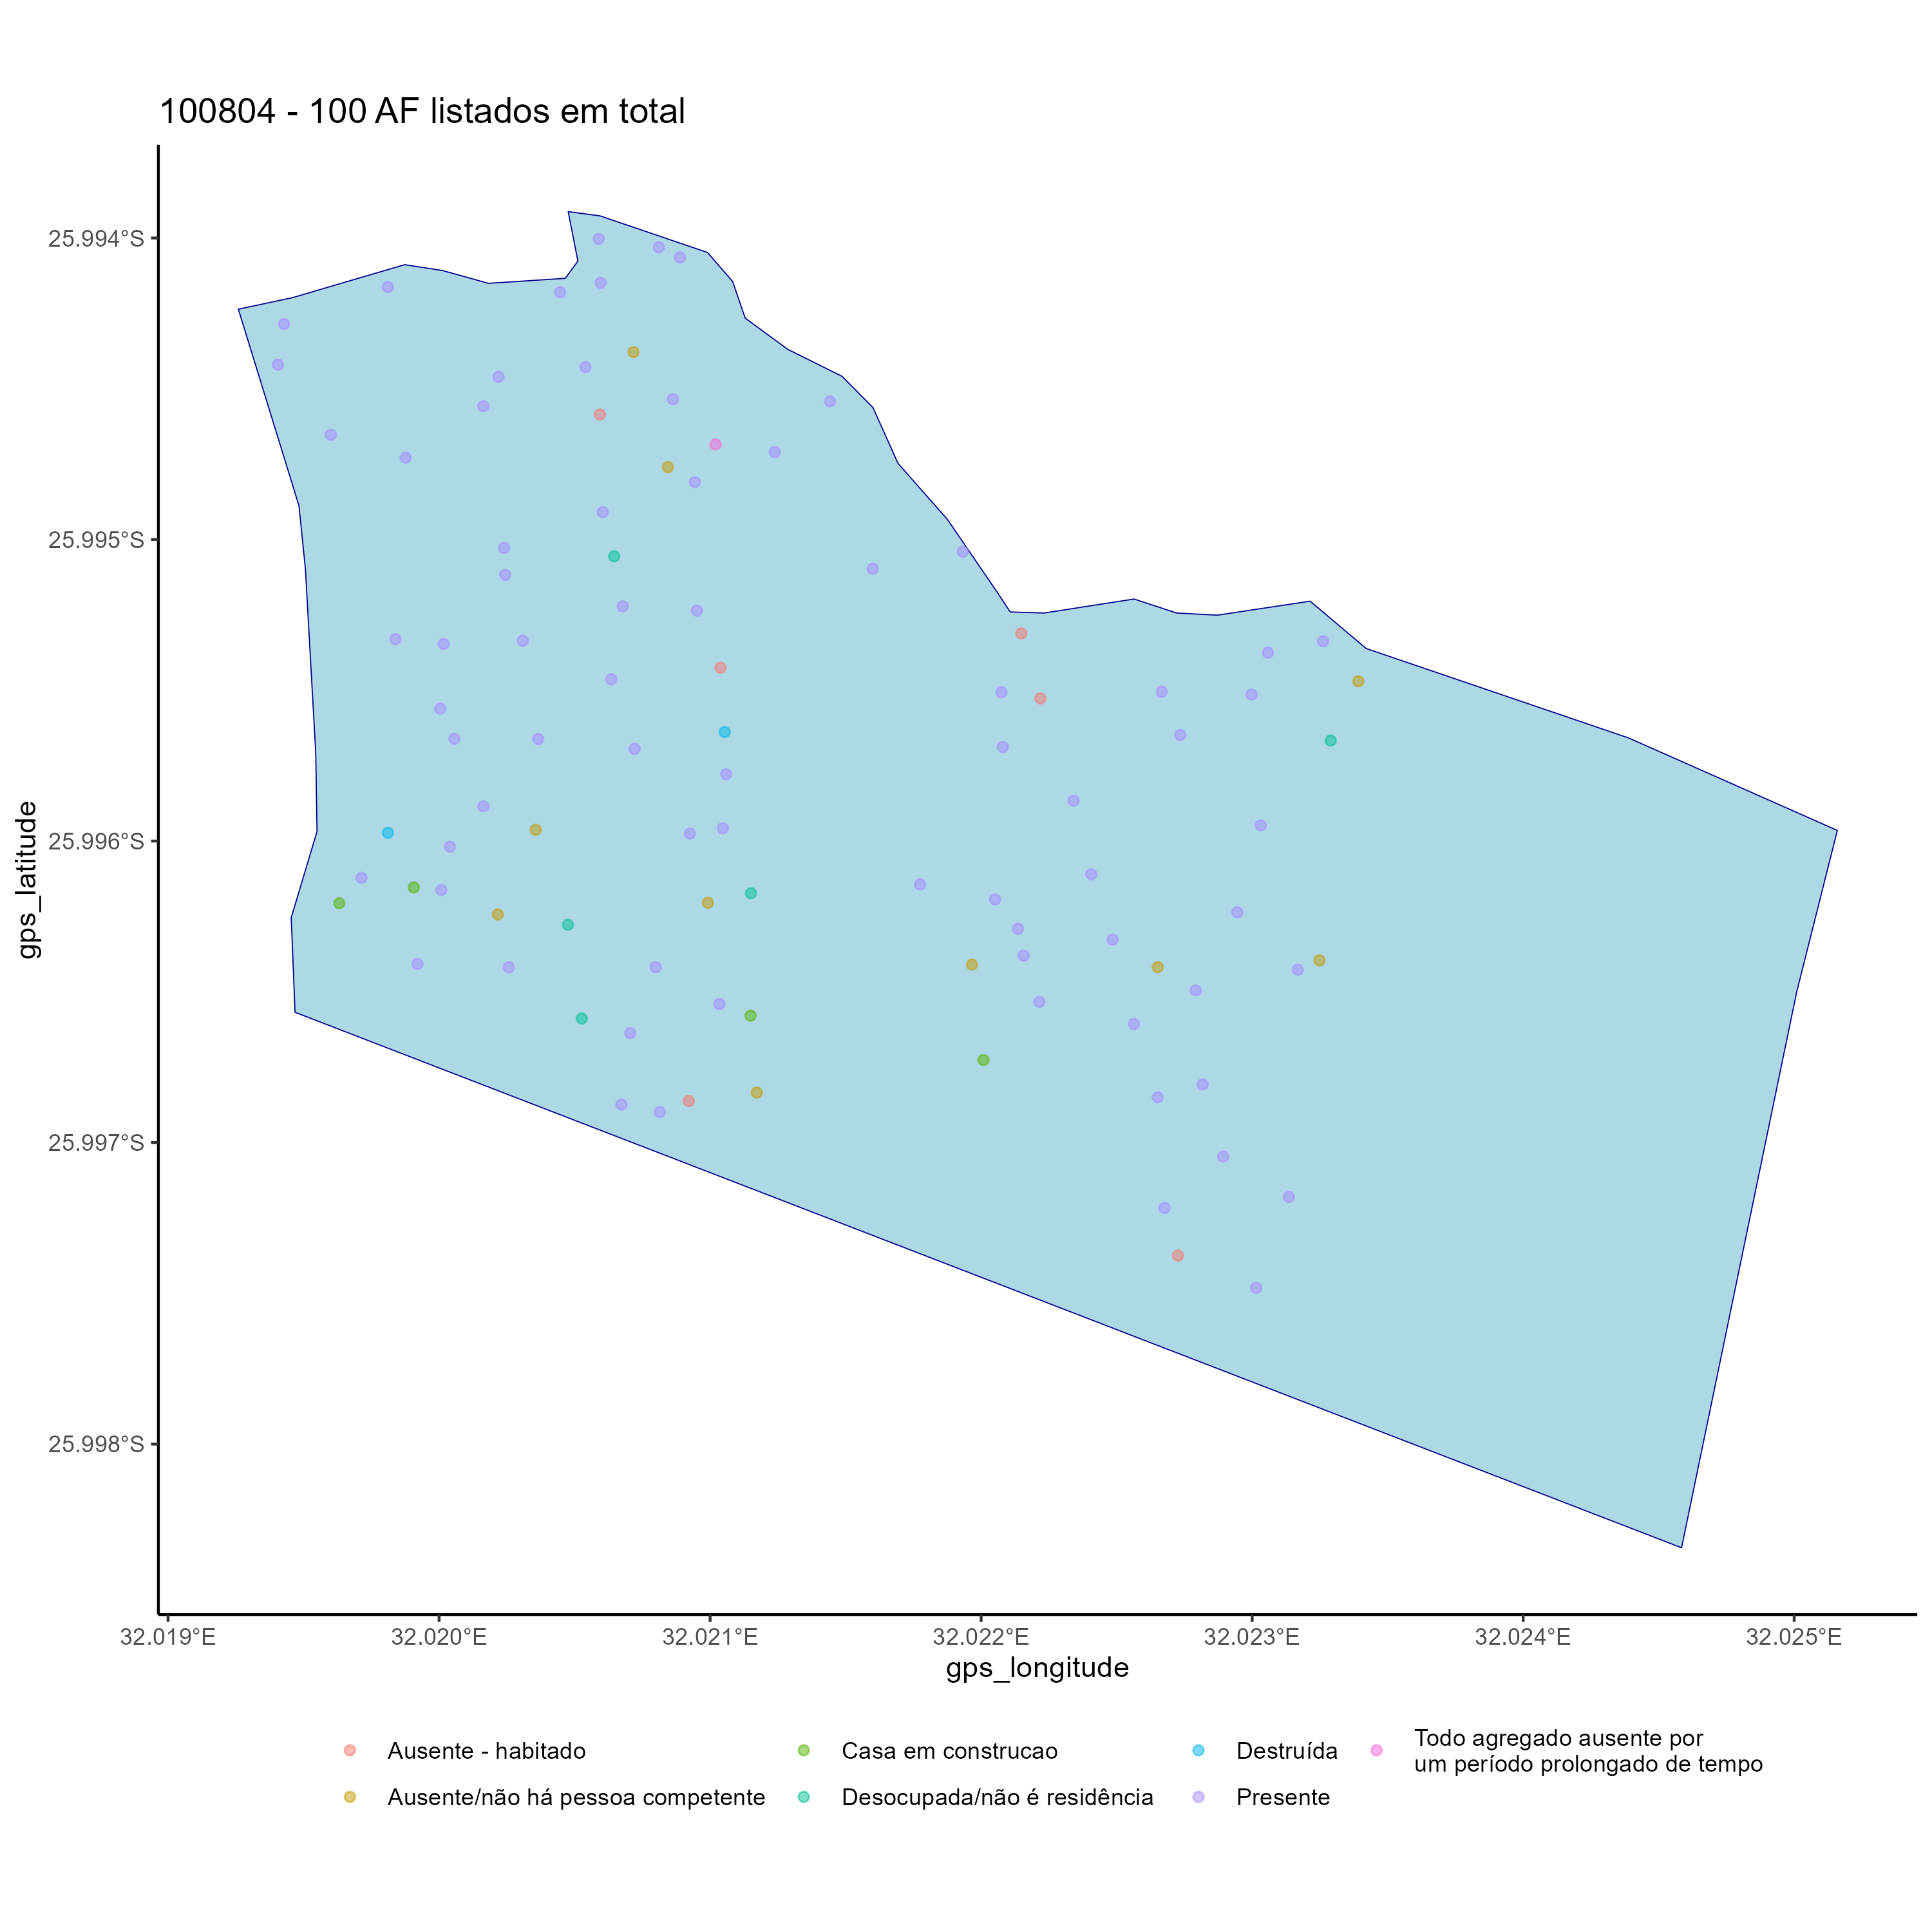 100804 - 100 AF listados em total
25.994°S
25.995°S
25.996°S
25.997°S
25.998°S
gps_latitude
32.019°E 32.020°E 32.021°E 32.022°E 32.023°E 32.024°E 32.025°E
gps_longitude
Ausente - habitado
Ausente/não há pessoa competente
Casa em construcao
Desocupada/não é residência
Destruída
Presente
Todo agregado ausente por
um período prolongado de tempo